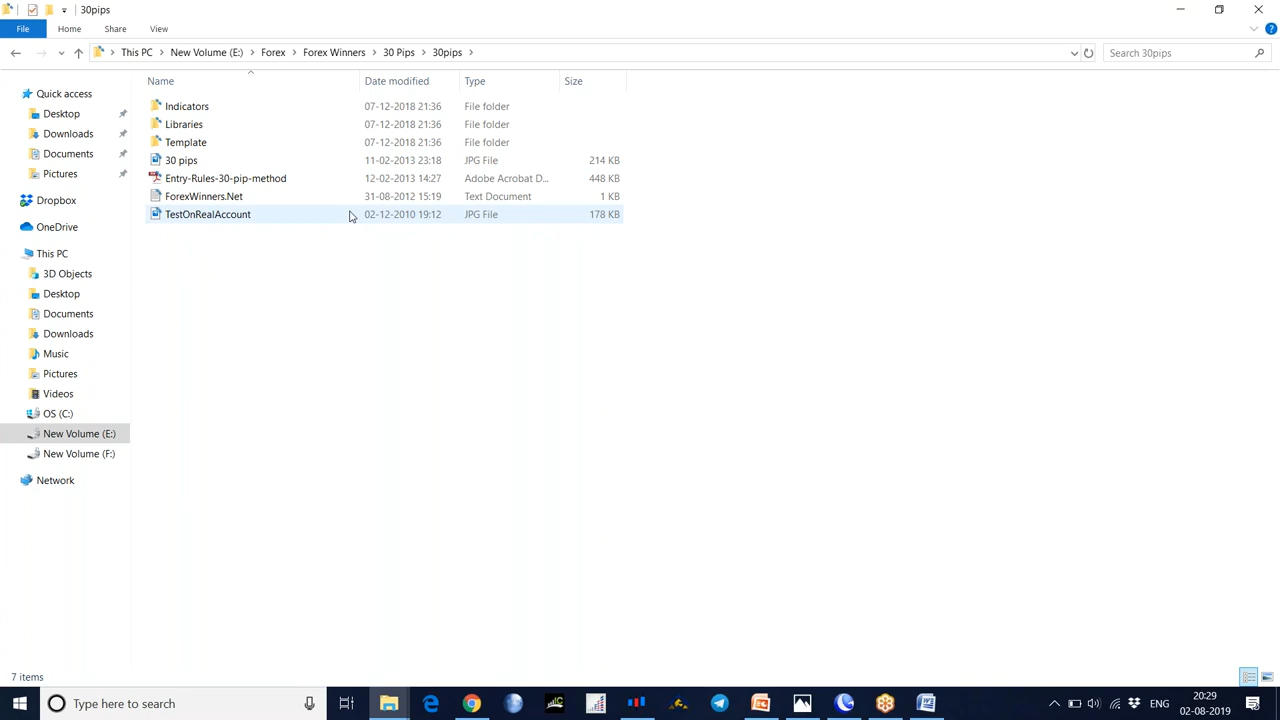 30pips
File Home Share View
This PC New Volume (E:) Forex Forex Winners 30 Pips 30pips Search 30pips
Name Date modified Type Size
Quick access
Desktop
Downloads
Documents
Pictures
Dropbox
OneDrive
This PC
3D Objects
Desktop
Documents
Downloads
Music
Pictures
Videos
OS (C:)
New Volume (E:)
New Volume (F:)
Network
Indicators 07-12-2018 21:36 File folder
Libraries 07-12-2018 21:36 File folder
Template 07-12-2018 21:36 File folder
30 pips 11-02-2013 23:18 JPG File 214 KB
Entry-Rules-30-pip-method 12-02-2013 14:27 Adobe Acrobat D... 448 KB
ForexWinners.Net 31-08-2012 15:19 Text Document 1 KB
TestOnRealAccount 02-12-2010 19:12 JPG File 178 KB
7 items
Type here to search
ENG
20:29
02-08-2019